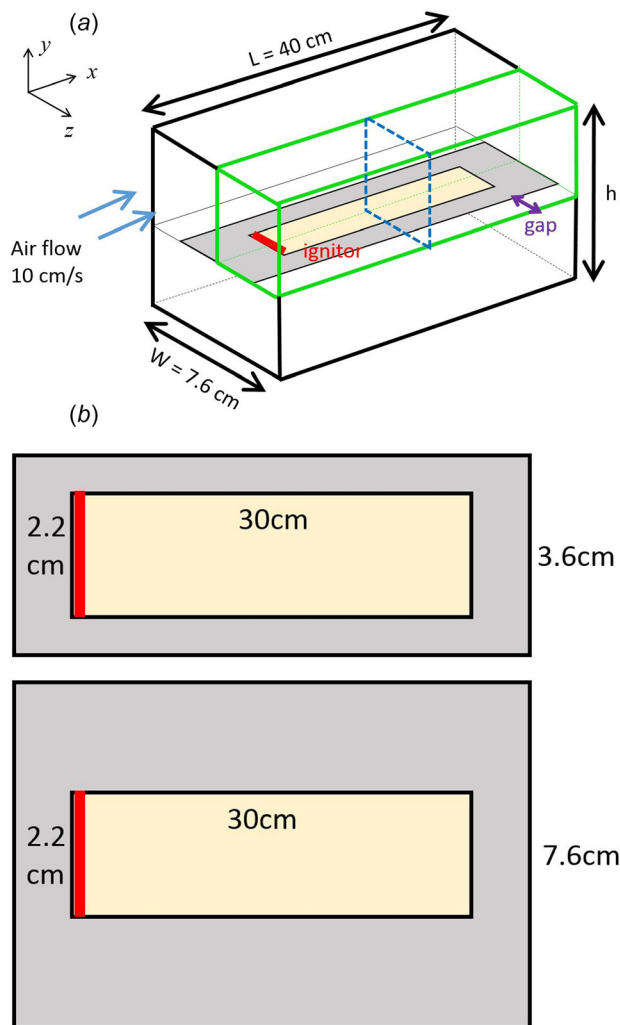 (a)
y
x
z
L = 40 cm
h
Air flow
10 cm/s
ignitor
gap
W = 7.6 cm
(b)
2.2
cm
30cm
3.6cm
2.2
cm
30cm
7.6cm